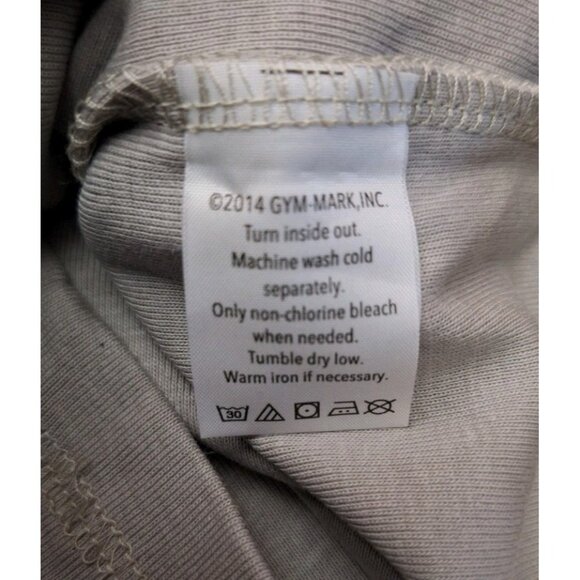 ©2014 GYM-MARK,INC.
Turn inside out.
Machine wash cold
separately.
Only non-chlorine bleach
when needed.
Tumble dry low.
Warm iron if necessary.
30